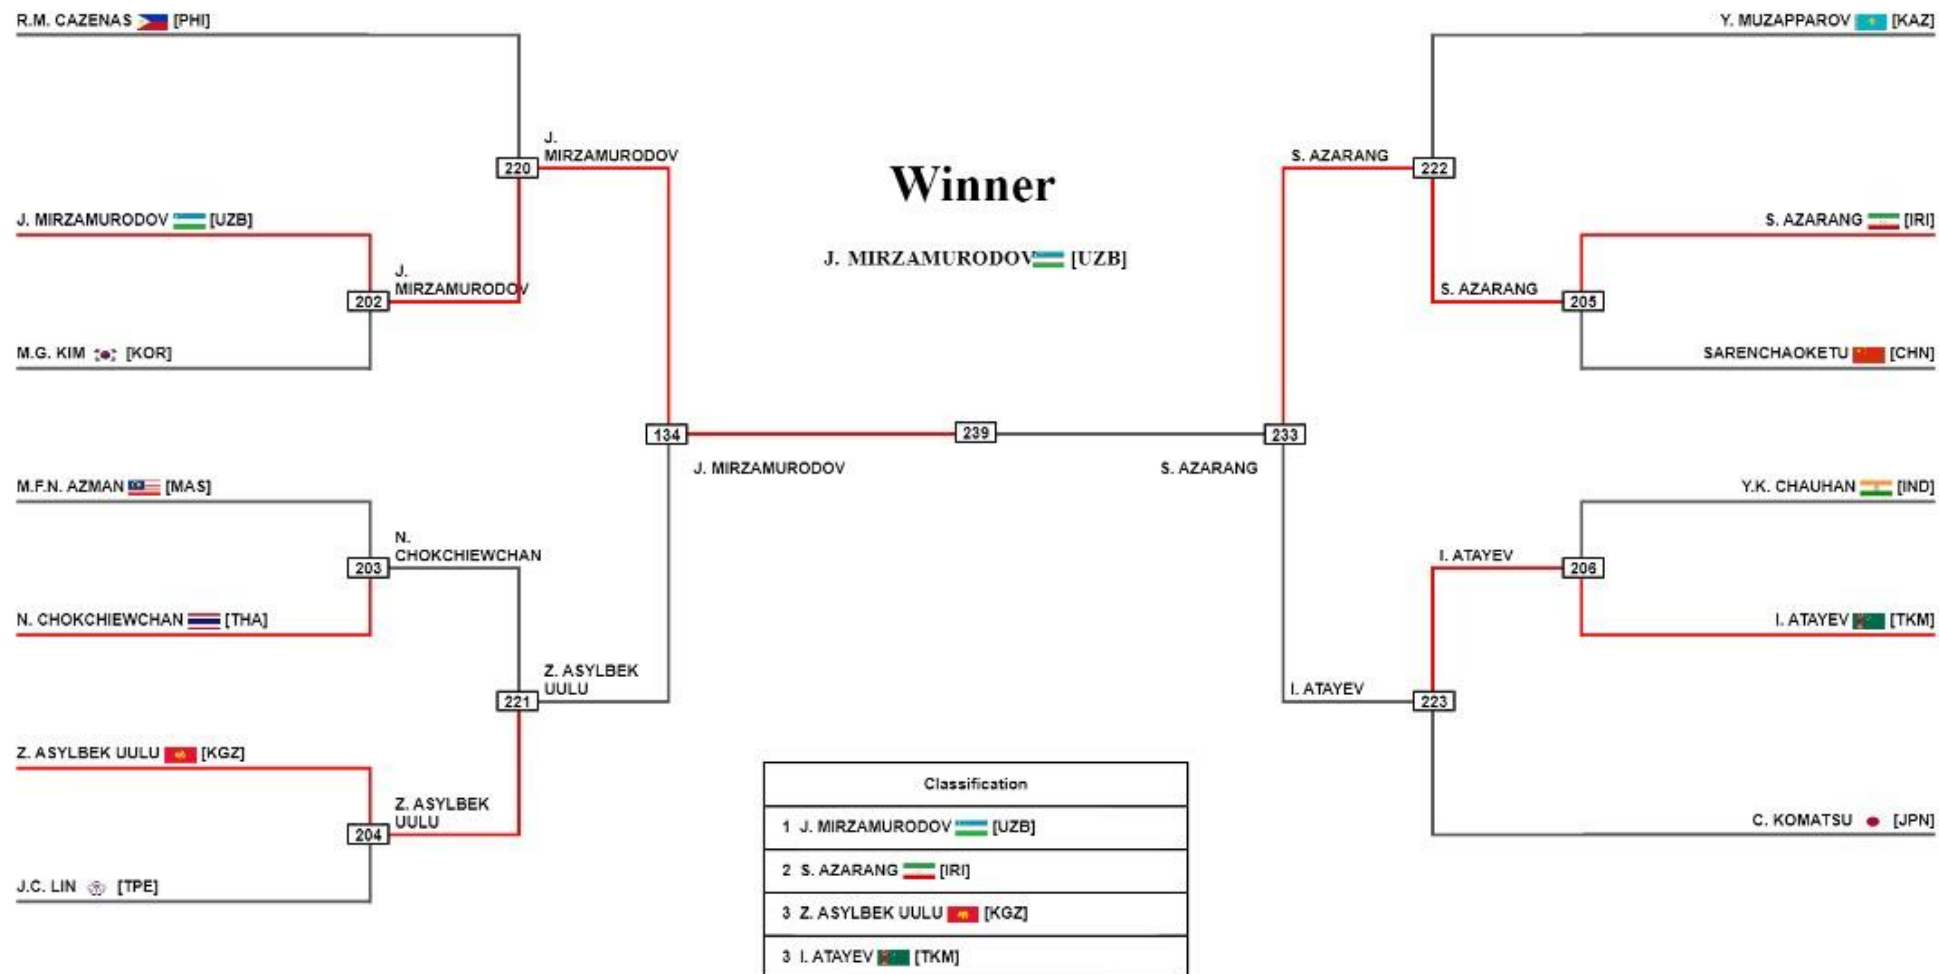 R.M. CAZENAS [PHI]
Y. MUZAPPAROV [KAZ]
J.
MIRZAMURODOV
220
Winner
S. AZARANG
222
J. MIRZAMURODOV [UZB]
S. AZARANG [IRI]
J. MIRZAMURODOV [UZB]
J.
MIRZAMURODOV
202
S. AZARANG
205
M.G. KIM [KOR]
SARENCHAOKETU [CHN]
134
239
233
J. MIRZAMURODOV
S. AZARANG
M.F.N. AZMAN [MAS]
Y.K. CHAUHAN [IND]
N.
CHOKCHIEWCHAN
203
I. ATAYEV
206
N. CHOKCHIEWCHAN [THA]
I. ATAYEV [TKM]
Z. ASYLBEK
UULU
221
I. ATAYEV
223
Z. ASYLBEK UULU [KGZ]
Z. ASYLBEK
UULU
204
C. KOMATSU [JPN]
J.C. LIN [TPE]
Classification
1 J. MIRZAMURODOV [UZB]
2 S. AZARANG [IRI]
3 Z. ASYLBEK UULU [KGZ]
3 I. ATAYEV [TKM]